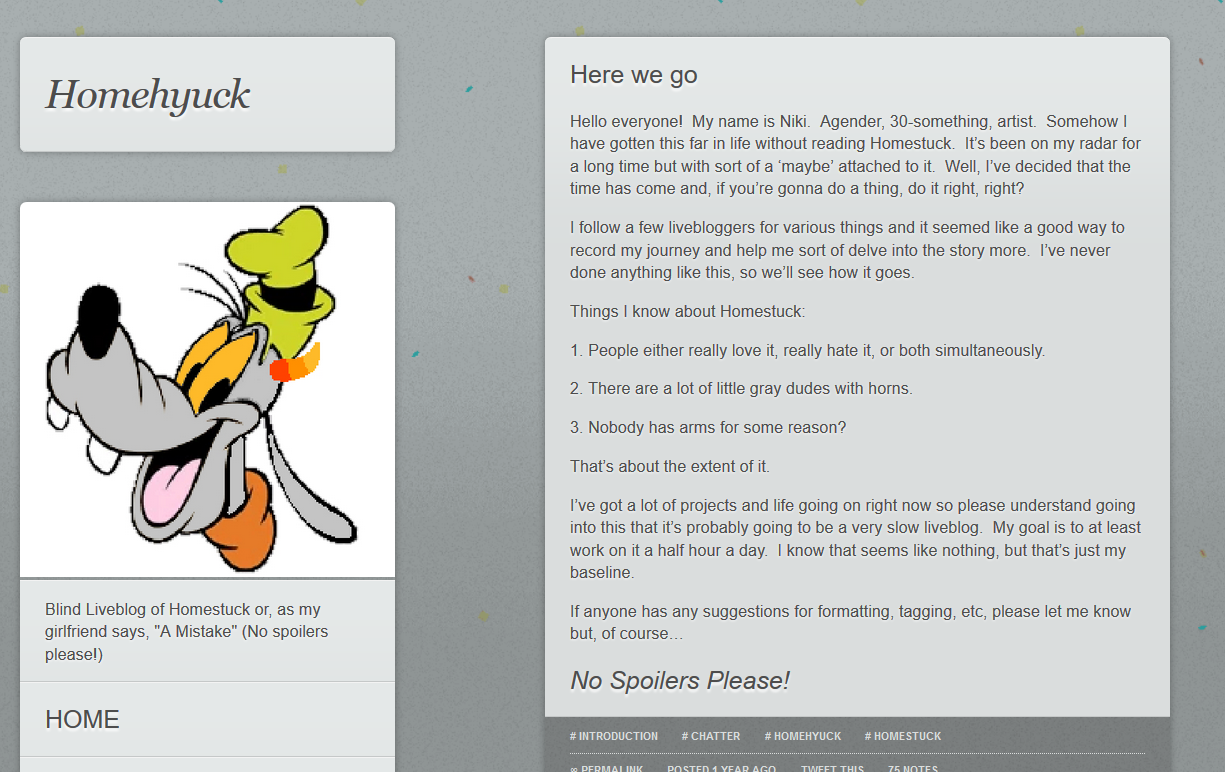 Homehyuck
Blind Liveblog of Homestuck or, as my
girlfriend says, "A Mistake" (No spoilers
please!)
HOME
Here we go
Hello everyone!  My name is Niki.  Agender, 30-something, artist.  Somehow I
have gotten this far in life without reading Homestuck.  It’s been on my radar for
a long time but with sort of a ‘maybe’ attached to it.  Well, I’ve decided that the
time has come and, if you’re gonna do a thing, do it right, right?
I follow a few livebloggers for various things and it seemed like a good way to
record my journey and help me sort of delve into the story more.  I’ve never
done anything like this, so we’ll see how it goes.
Things I know about Homestuck:
1. People either really love it, really hate it, or both simultaneously.
2. There are a lot of little gray dudes with horns.
3. Nobody has arms for some reason?
That’s about the extent of it.
I’ve got a lot of projects and life going on right now so please understand going
into this that it’s probably going to be a very slow liveblog.  My goal is to at least
work on it a half hour a day.  I know that seems like nothing, but that’s just my
baseline.
If anyone has any suggestions for formatting, tagging, etc, please let me know
but, of course…
No Spoilers Please!
# INTRODUCTION # CHATTER # HOMEHYUCK # HOMESTUCK
∞ PERMALINK POSTED 1 YEAR AGO TWEET THIS 75 NOTES